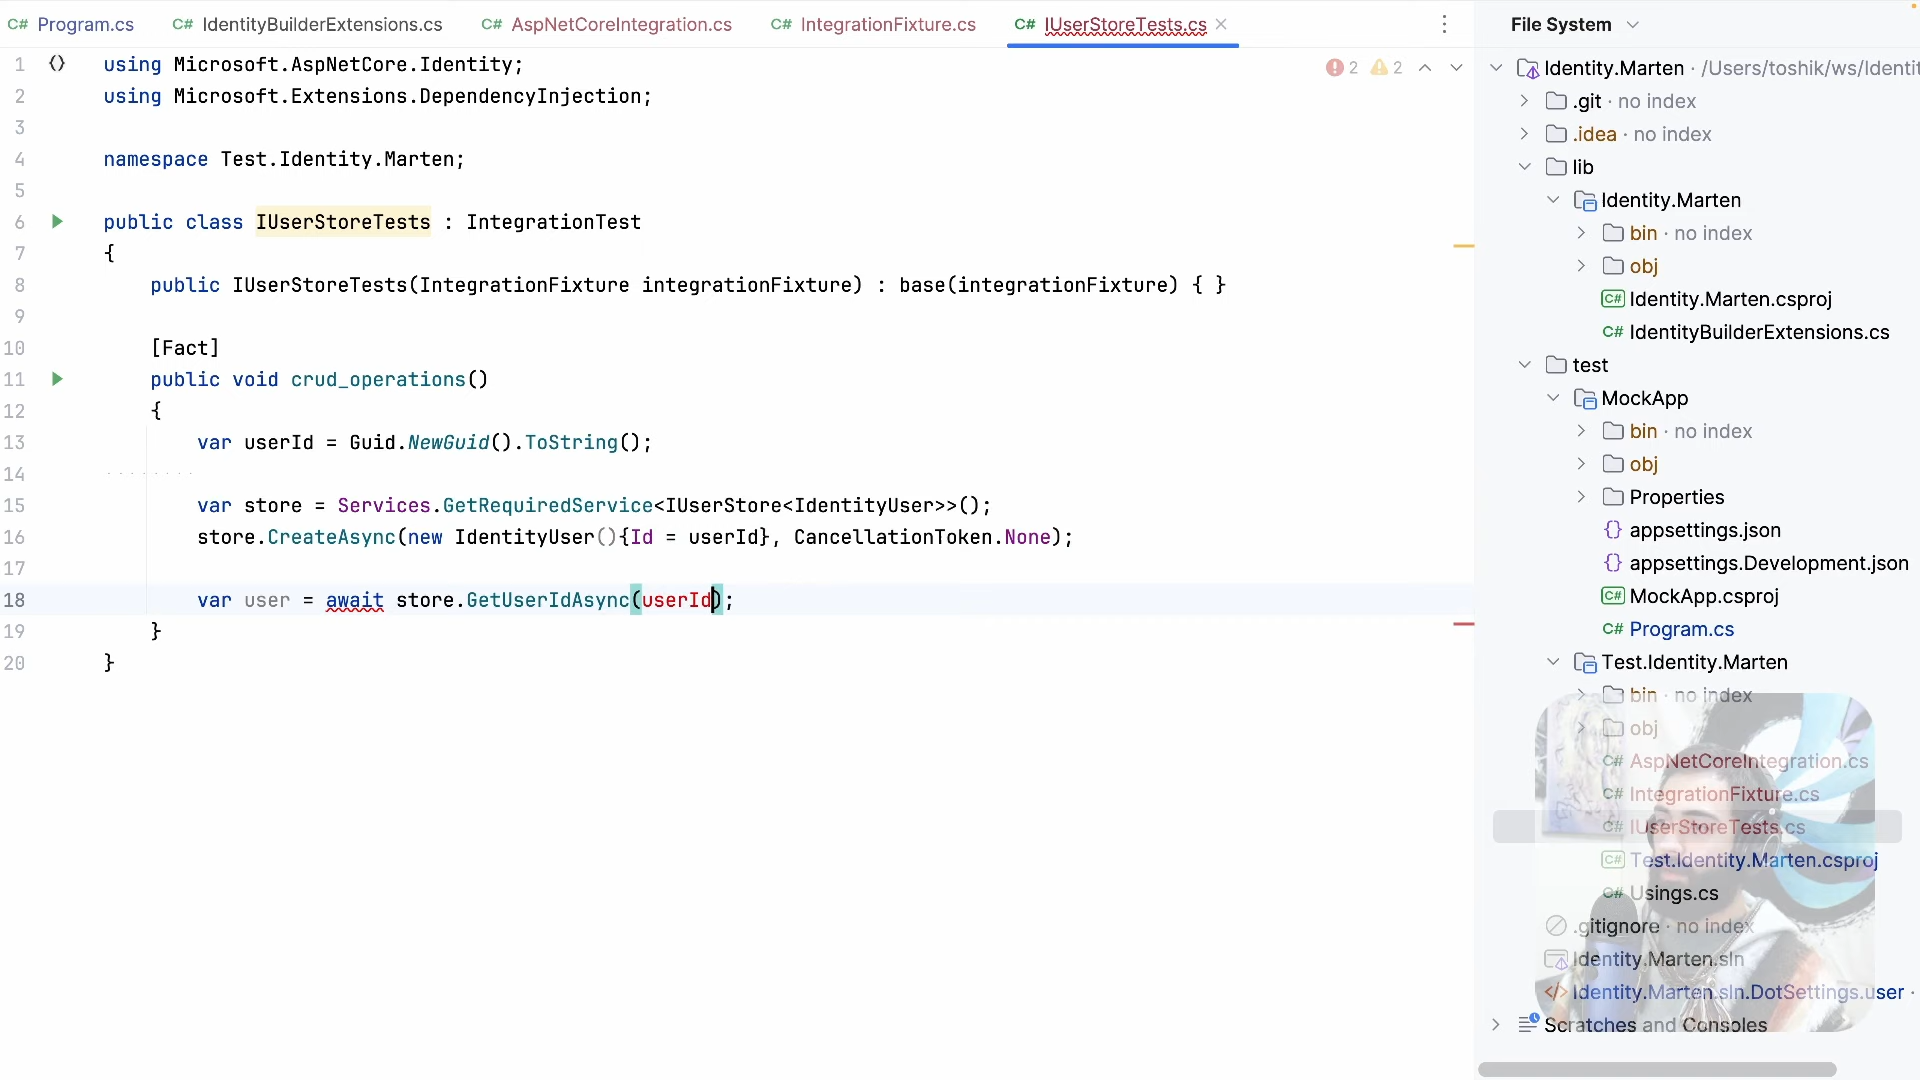 C# Program.cs
C# IdentityBuilderExtensions.cs
C# AspNetCoreIntegration.cs
C# IntegrationFixture.cs
C# IUserStoreTests.cs
File System
2 2
1 using Microsoft.AspNetCore.Identity;
2 using Microsoft.Extensions.DependencyInjection;
3
4 namespace Test.Identity.Marten;
5
6 public class IUserStoreTests : IntegrationTest
7 {
8 public IUserStoreTests(IntegrationFixture integrationFixture) : base(integrationFixture) { }
9
10 [Fact]
11 public void crud_operations()
12 {
13 var userId = Guid.NewGuid().ToString();
14
15 var store = Services.GetRequiredService<IUserStore<IdentityUser>>();
16 store.CreateAsync(new IdentityUser(){Id = userId}, CancellationToken.None);
17
18 var user = await store.GetUserIdAsync(userId);
19 }
20 }
Identity.Marten · /Users/toshik/ws/Identit
.git · no index
.idea · no index
lib
Identity.Marten
bin · no index
obj
C# Identity.Marten.csproj
C# IdentityBuilderExtensions.cs
test
MockApp
bin · no index
obj
Properties
{} appsettings.json
{} appsettings.Development.json
C# MockApp.csproj
C# Program.cs
Test.Identity.Marten
bin · no index
obj
C# AspNetCoreIntegration.cs
C# IntegrationFixture.cs
C# IUserStoreTests.cs
C# Test.Identity.Marten.csproj
C# Usings.cs
.gitignore · no index
Identity.Marten.sln
</> Identity.Marten.sln.DotSettings.user ·
Scratches and Consoles